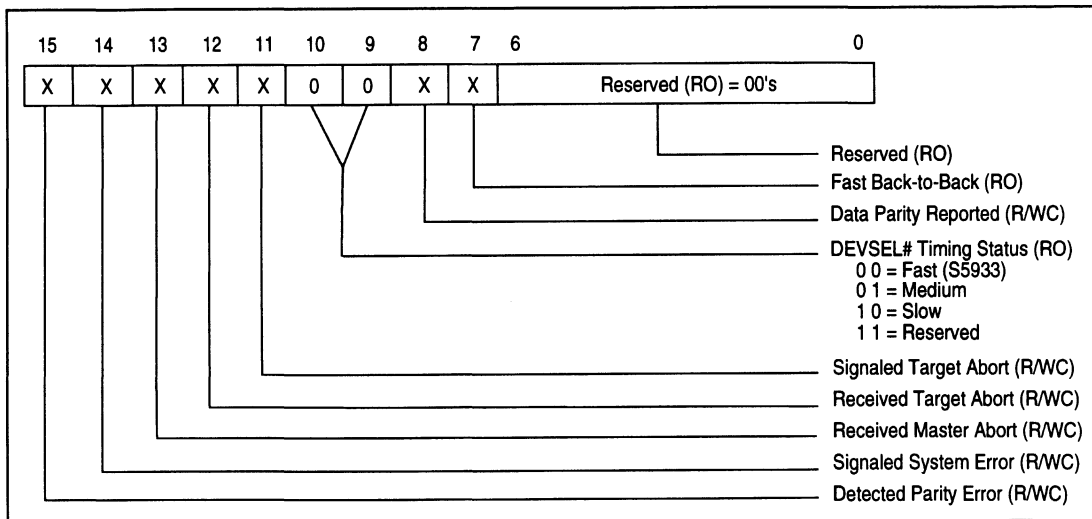 15 14 13 12 11 10 9 8 7 6 0
X X X X X 0 0 X X Reserved (RO) = 00's
Reserved (RO)
Fast Back-to-Back (RO)
Data Parity Reported (R/WC)
DEVSEL# Timing Status (RO)
0 0 = Fast (S5933)
0 1 = Medium
1 0 = Slow
1 1 = Reserved
Signaled Target Abort (R/WC)
Received Target Abort (R/WC)
Received Master Abort (R/WC)
Signaled System Error (R/WC)
Detected Parity Error (R/WC)